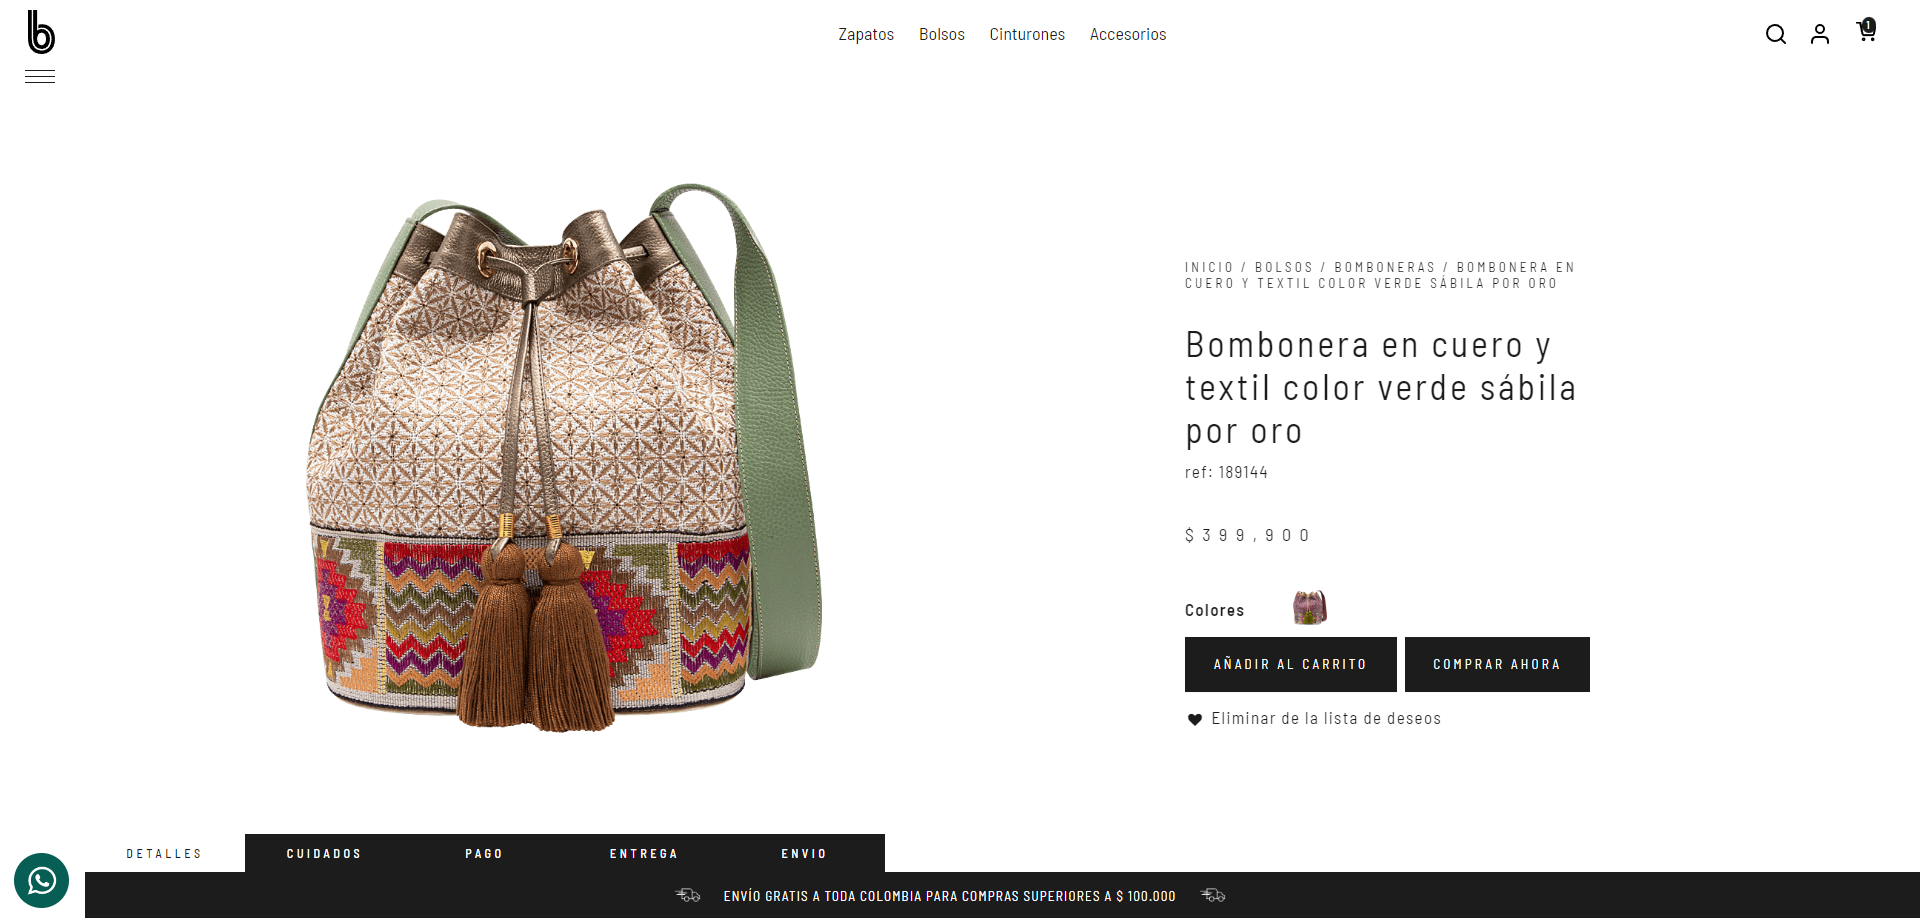 b
Zapatos Bolsos Cinturones Accesorios
1
INICIO / BOLSOS / BOMBONERAS / BOMBONERA EN
CUERO Y TEXTIL COLOR VERDE SÁBILA POR ORO
Bombonera en cuero y
textil color verde sábila
por oro
ref: 189144
$399,900
Colores
AÑADIR AL CARRITO COMPRAR AHORA
Eliminar de la lista de deseos
DETALLES CUIDADOS PAGO ENTREGA ENVIO
ENVÍO GRATIS A TODA COLOMBIA PARA COMPRAS SUPERIORES A $ 100.000